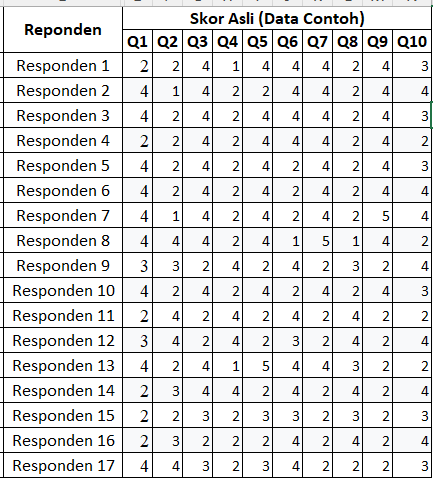 Reponden Skor Asli (Data Contoh)
Q1 Q2 Q3 Q4 Q5 Q6 Q7 Q8 Q9 Q10
Responden 1 2 2 4 1 4 4 4 2 4 3
Responden 2 4 1 4 2 2 4 4 2 4 4
Responden 3 4 2 4 2 4 4 4 2 4 3
Responden 4 2 2 4 2 4 4 4 2 4 2
Responden 5 4 2 4 2 4 2 4 2 4 3
Responden 6 4 2 4 2 4 2 4 2 4 4
Responden 7 4 1 4 2 4 2 4 2 5 4
Responden 8 4 4 4 2 4 1 5 1 4 2
Responden 9 3 3 2 4 2 4 2 3 2 4
Responden 10 4 2 4 2 4 2 4 2 4 3
Responden 11 2 4 2 4 2 4 2 4 2 2
Responden 12 3 4 2 4 2 3 2 4 2 4
Responden 13 4 2 4 1 5 4 4 3 2 2
Responden 14 2 3 4 4 2 4 2 4 2 4
Responden 15 2 2 3 2 3 3 2 3 2 3
Responden 16 2 3 2 2 2 4 2 4 2 4
Responden 17 4 4 3 2 3 4 2 2 2 3